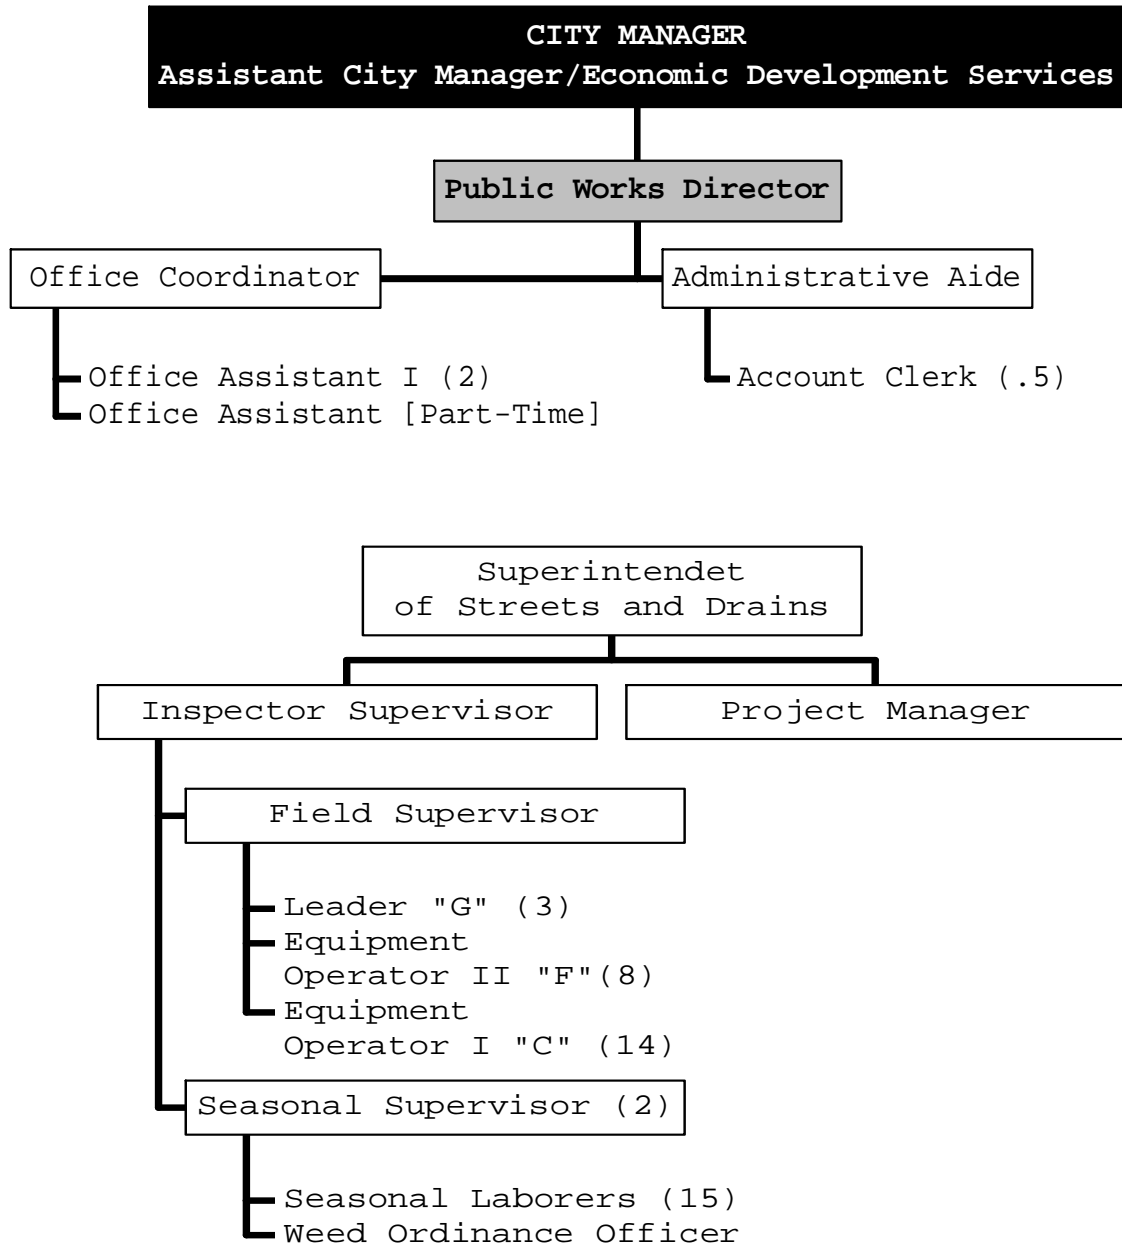 CITY MANAGER
Assistant City Manager/Economic Development Services
Public Works Director
Office Coordinator
Administrative Aide
Office Assistant I (2)
Account Clerk (.5)
Office Assistant [Part-Time]
Superintendet
of Streets and Drains
Inspector Supervisor
Project Manager
Field Supervisor
Leader "G" (3)
Equipment
Operator II "F"(8)
Equipment
Operator I "C" (14)
Seasonal Supervisor (2)
Seasonal Laborers (15)
Weed Ordinance Officer